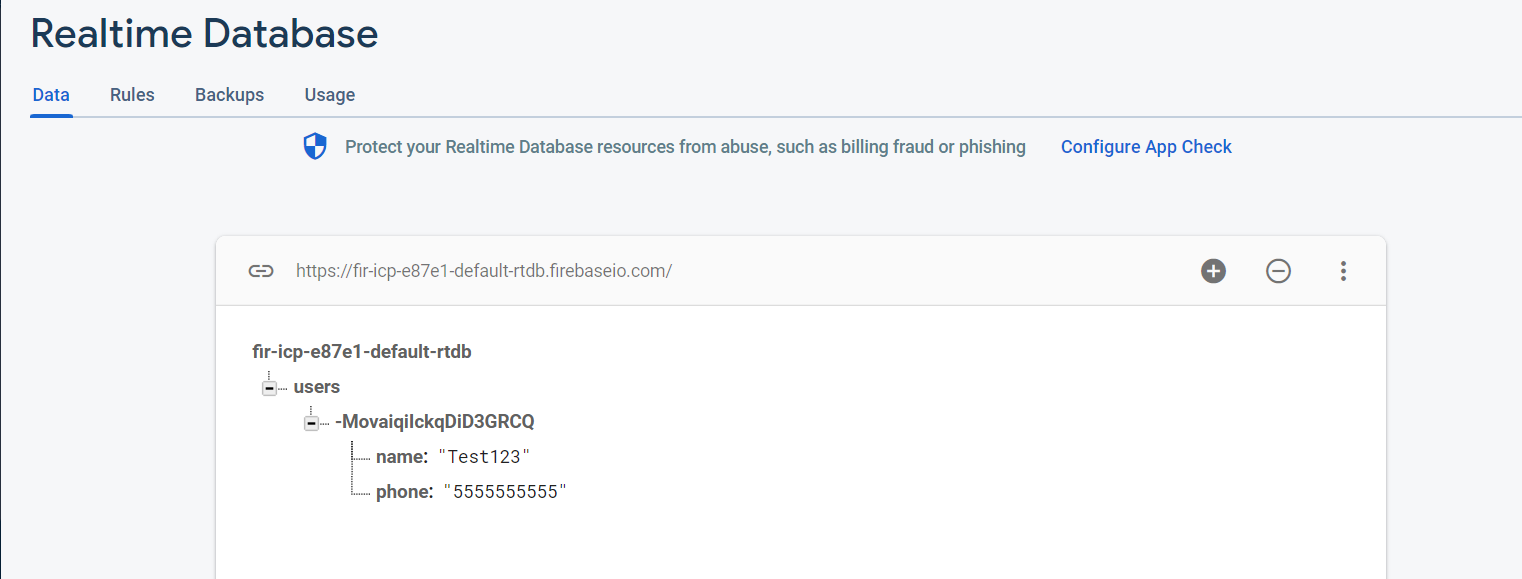 Realtime Database
Data Rules Backups Usage
Protect your Realtime Database resources from abuse, such as billing fraud or phishing Configure App Check
https://fir-icp-e87e1-default-rtdb.firebaseio.com/
fir-icp-e87e1-default-rtdb
users
-MovaiqiIckqDiD3GRCQ
name: "Test123"
phone: "5555555555"